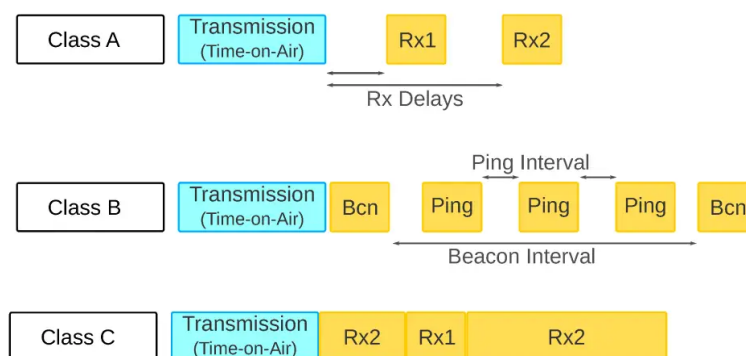 Class A
Transmission
(Time-on-Air)
Rx1
Rx2
Rx Delays
Ping Interval
Class B
Transmission
(Time-on-Air)
Bcn
Ping
Ping
Ping
Bcn
Beacon Interval
Class C
Transmission
(Time-on-Air)
Rx2
Rx1
Rx2